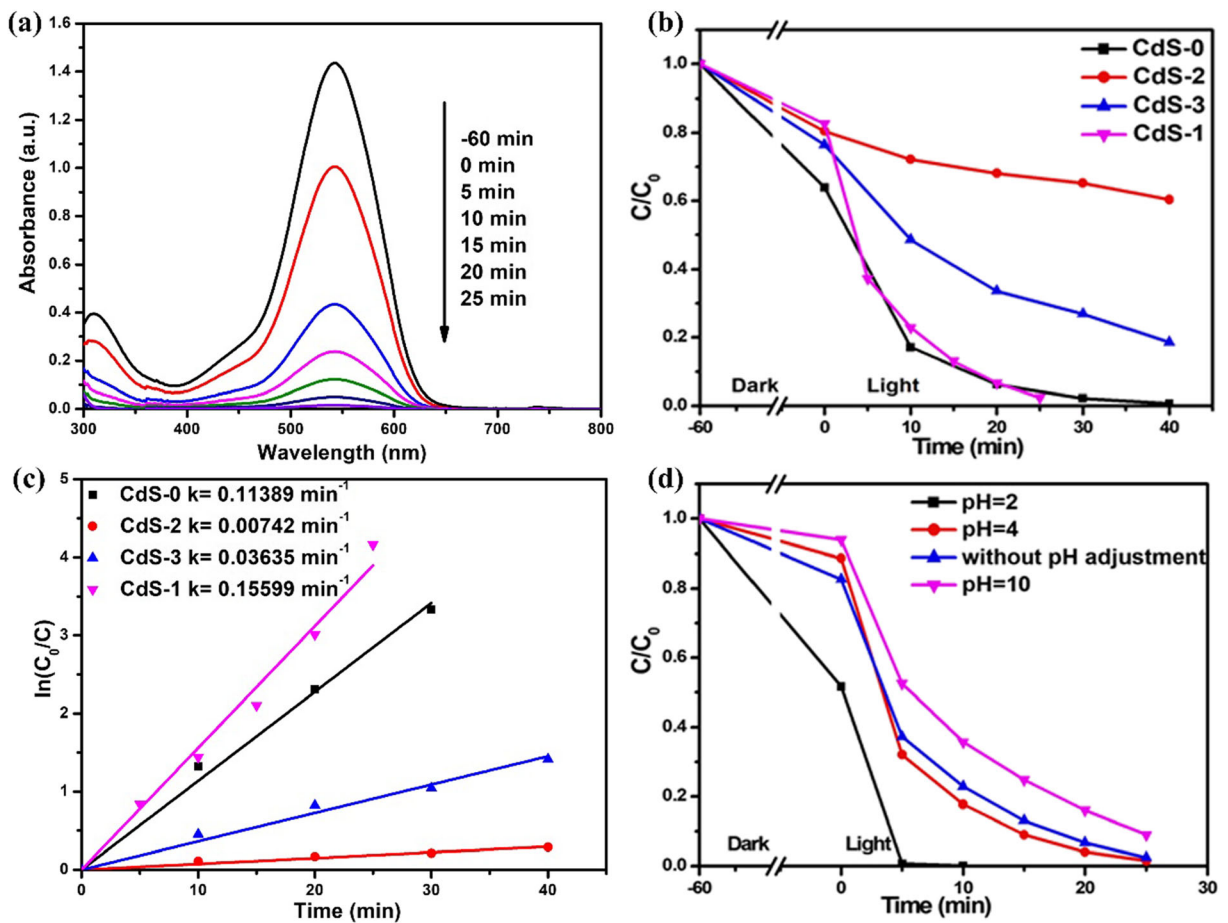 (a)
1.6
1.4
1.2
1.0
0.8
0.6
0.4
0.2
0.0
Absorbance (a.u.)
-60 min
0 min
5 min
10 min
15 min
20 min
25 min
300 400 500 600 700 800
Wavelength (nm)
(b)
1.0
0.8
0.6
0.4
0.2
0.0
C/C0
CdS-0
CdS-2
CdS-3
CdS-1
Dark Light
-60 0 10 20 30 40
Time (min)
(c)
5
4
3
2
1
0
ln(C0/C)
CdS-0 k= 0.11389 min-1
CdS-2 k= 0.00742 min-1
CdS-3 k= 0.03635 min-1
CdS-1 k= 0.15599 min-1
0 10 20 30 40
Time (min)
(d)
1.0
0.8
0.6
0.4
0.2
0.0
C/C0
pH=2
pH=4
without pH adjustment
pH=10
Dark Light
-60 0 10 20 30
Time (min)